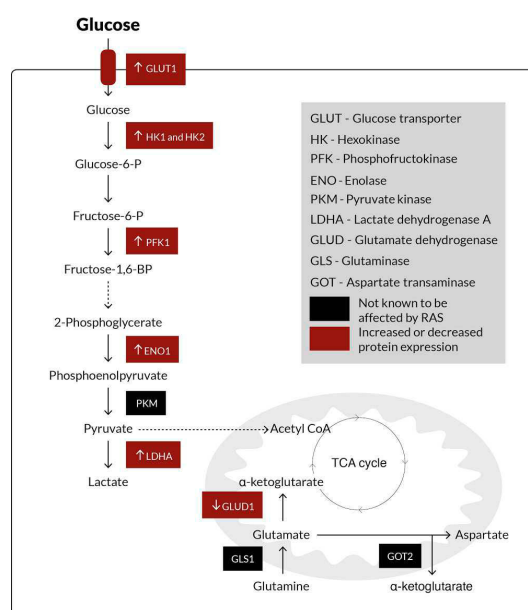 Glucose
↑ GLUT1
Glucose
↑ HK1 and HK2
Glucose-6-P
Fructose-6-P
↑ PFK1
Fructose-1,6-BP
2-Phosphoglycerate
↑ ENO1
Phosphoenolpyruvate
PKM
Pyruvate
↑ LDHA
Lactate
GLUT - Glucose transporter
HK - Hexokinase
PFK - Phosphofructokinase
ENO - Enolase
PKM - Pyruvate kinase
LDHA - Lactate dehydrogenase A
GLUD - Glutamate dehydrogenase
GLS - Glutaminase
GOT - Aspartate transaminase
Not known to be
affected by RAS
Increased or decreased
protein expression
Acetyl CoA
TCA cycle
α-ketoglutarate
↓ GLUD1
Glutamate
Aspartate
GLS1
GOT2
Glutamine
α-ketoglutarate